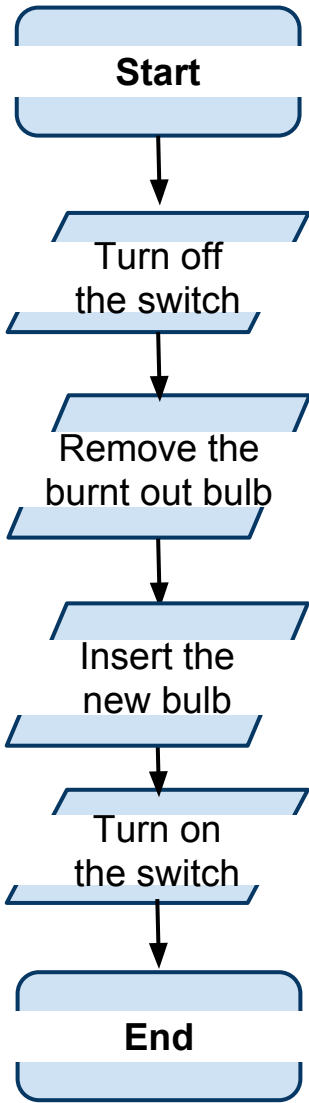 Start
Turn off
the switch
Remove the
burnt out bulb
Insert the
new bulb
Turn on
the switch
End